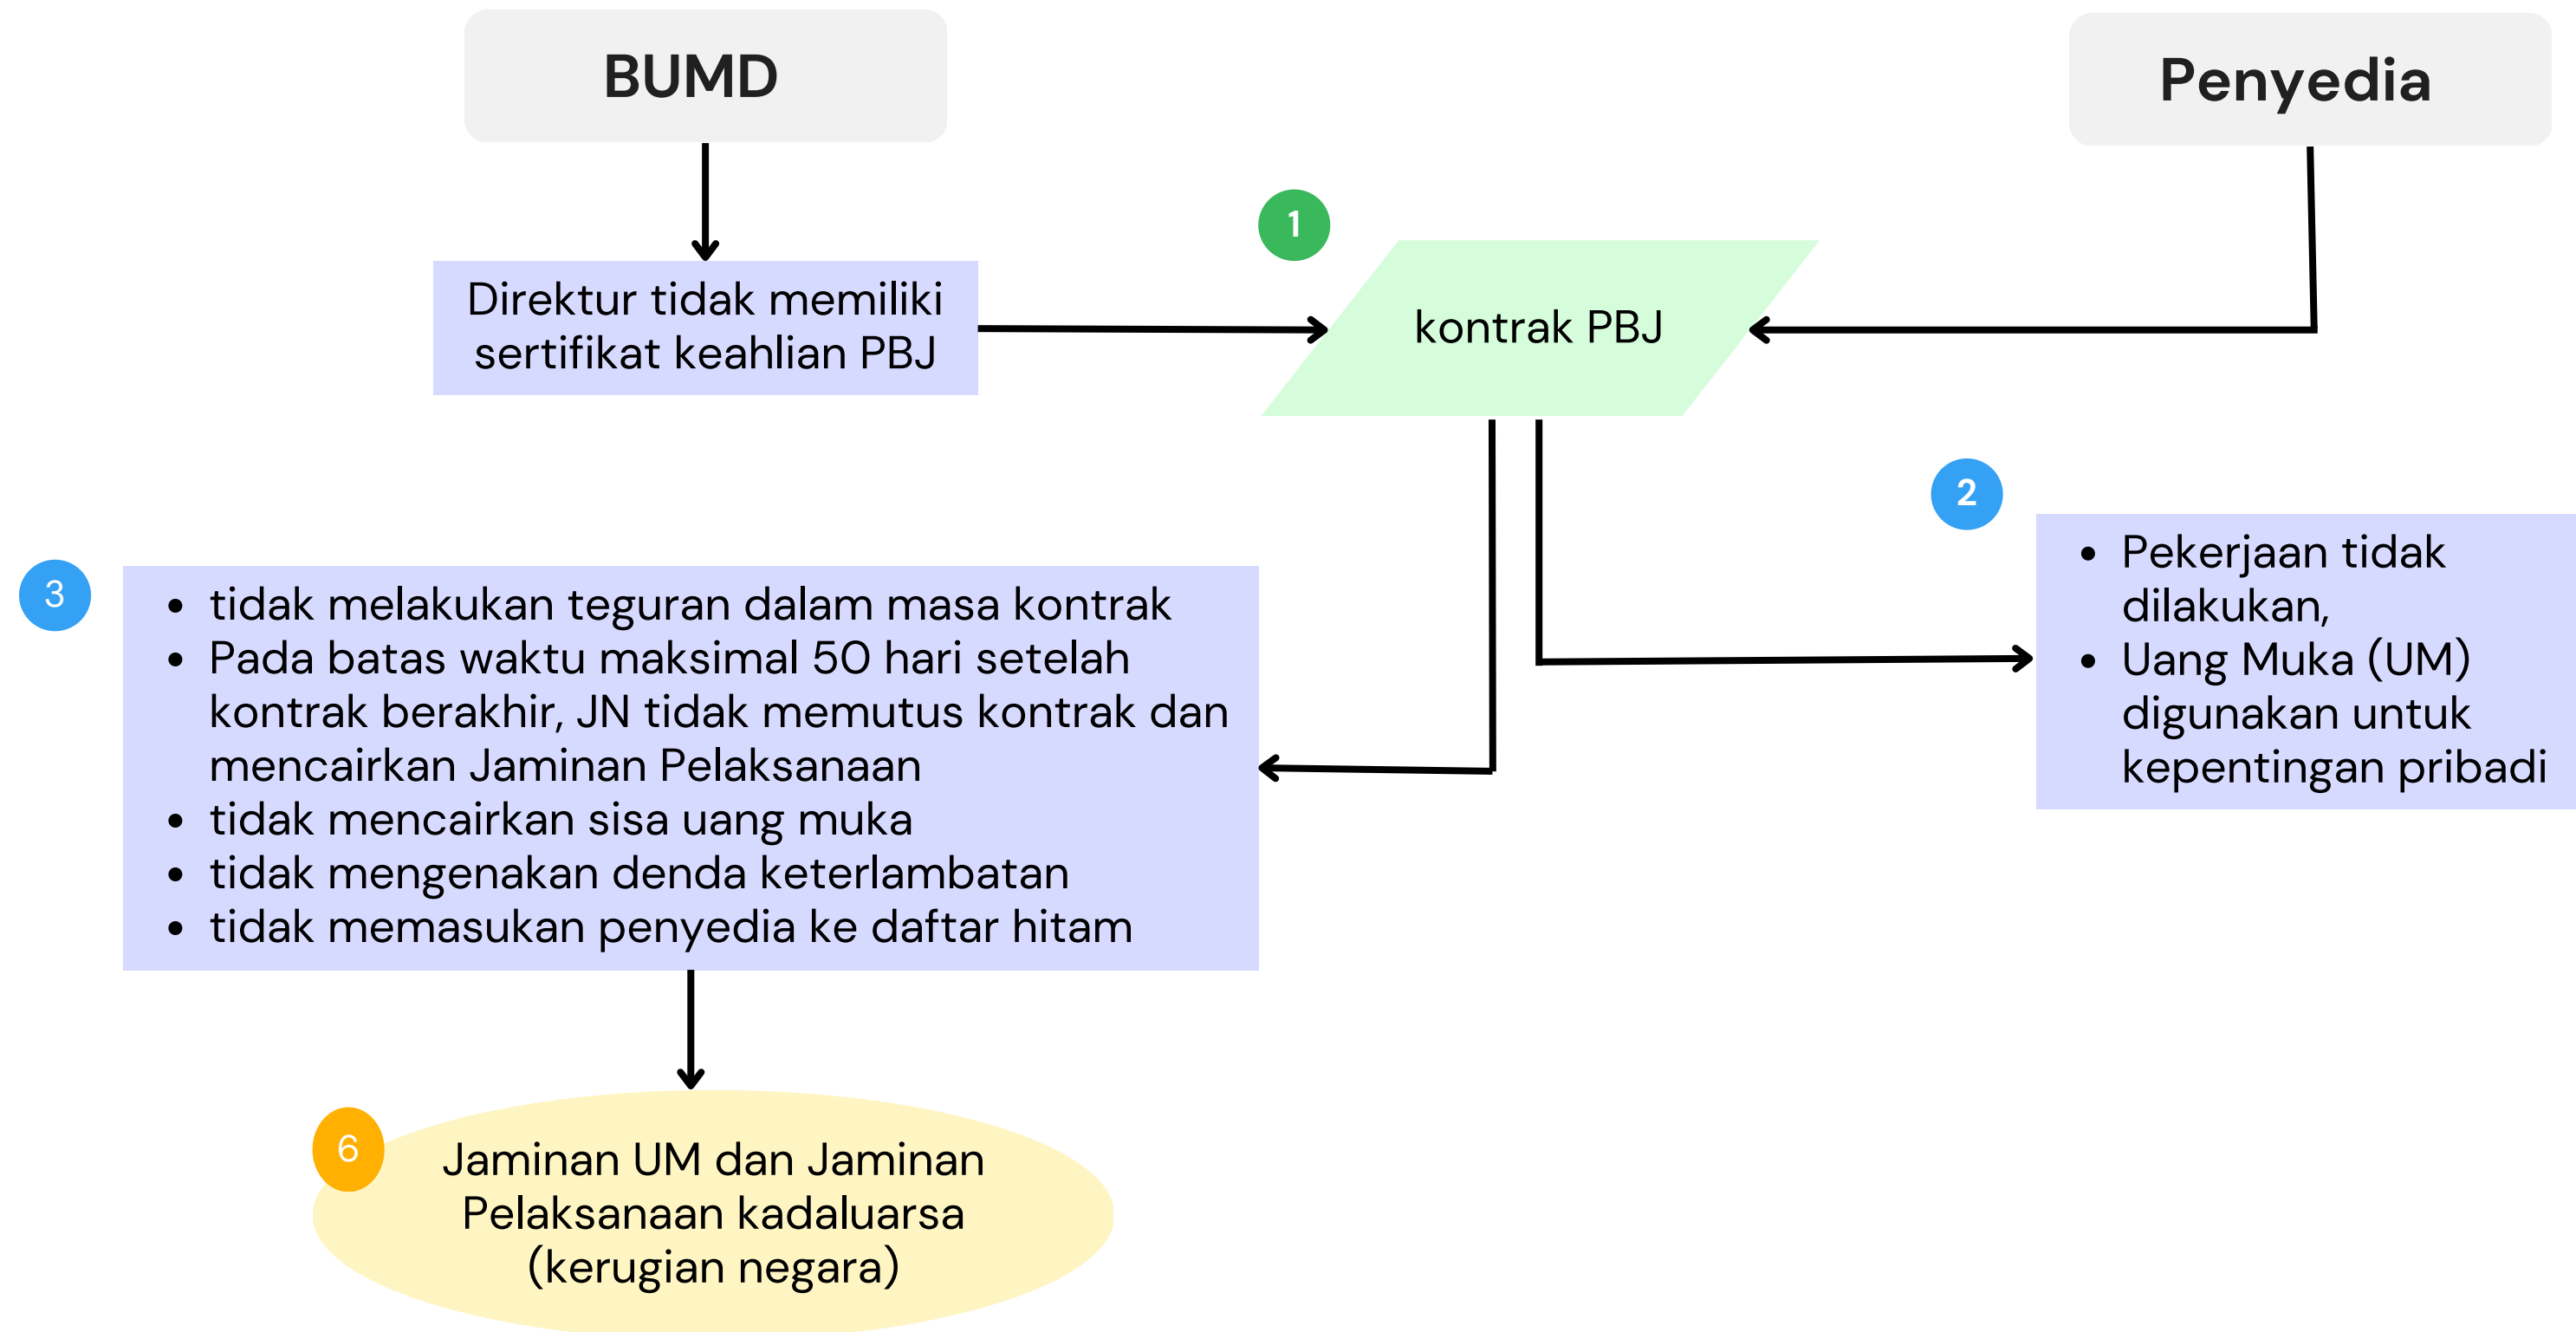 BUMD
Penyedia
1
Direktur tidak memiliki
sertifikat keahlian PBJ
kontrak PBJ
2
• Pekerjaan tidak
dilakukan,
• Uang Muka (UM)
digunakan untuk
kepentingan pribadi
3
• tidak melakukan teguran dalam masa kontrak
• Pada batas waktu maksimal 50 hari setelah
kontrak berakhir, JN tidak memutus kontrak dan
mencairkan Jaminan Pelaksanaan
• tidak mencairkan sisa uang muka
• tidak mengenakan denda keterlambatan
• tidak memasukan penyedia ke daftar hitam
6
Jaminan UM dan Jaminan
Pelaksanaan kadaluarsa
(kerugian negara)